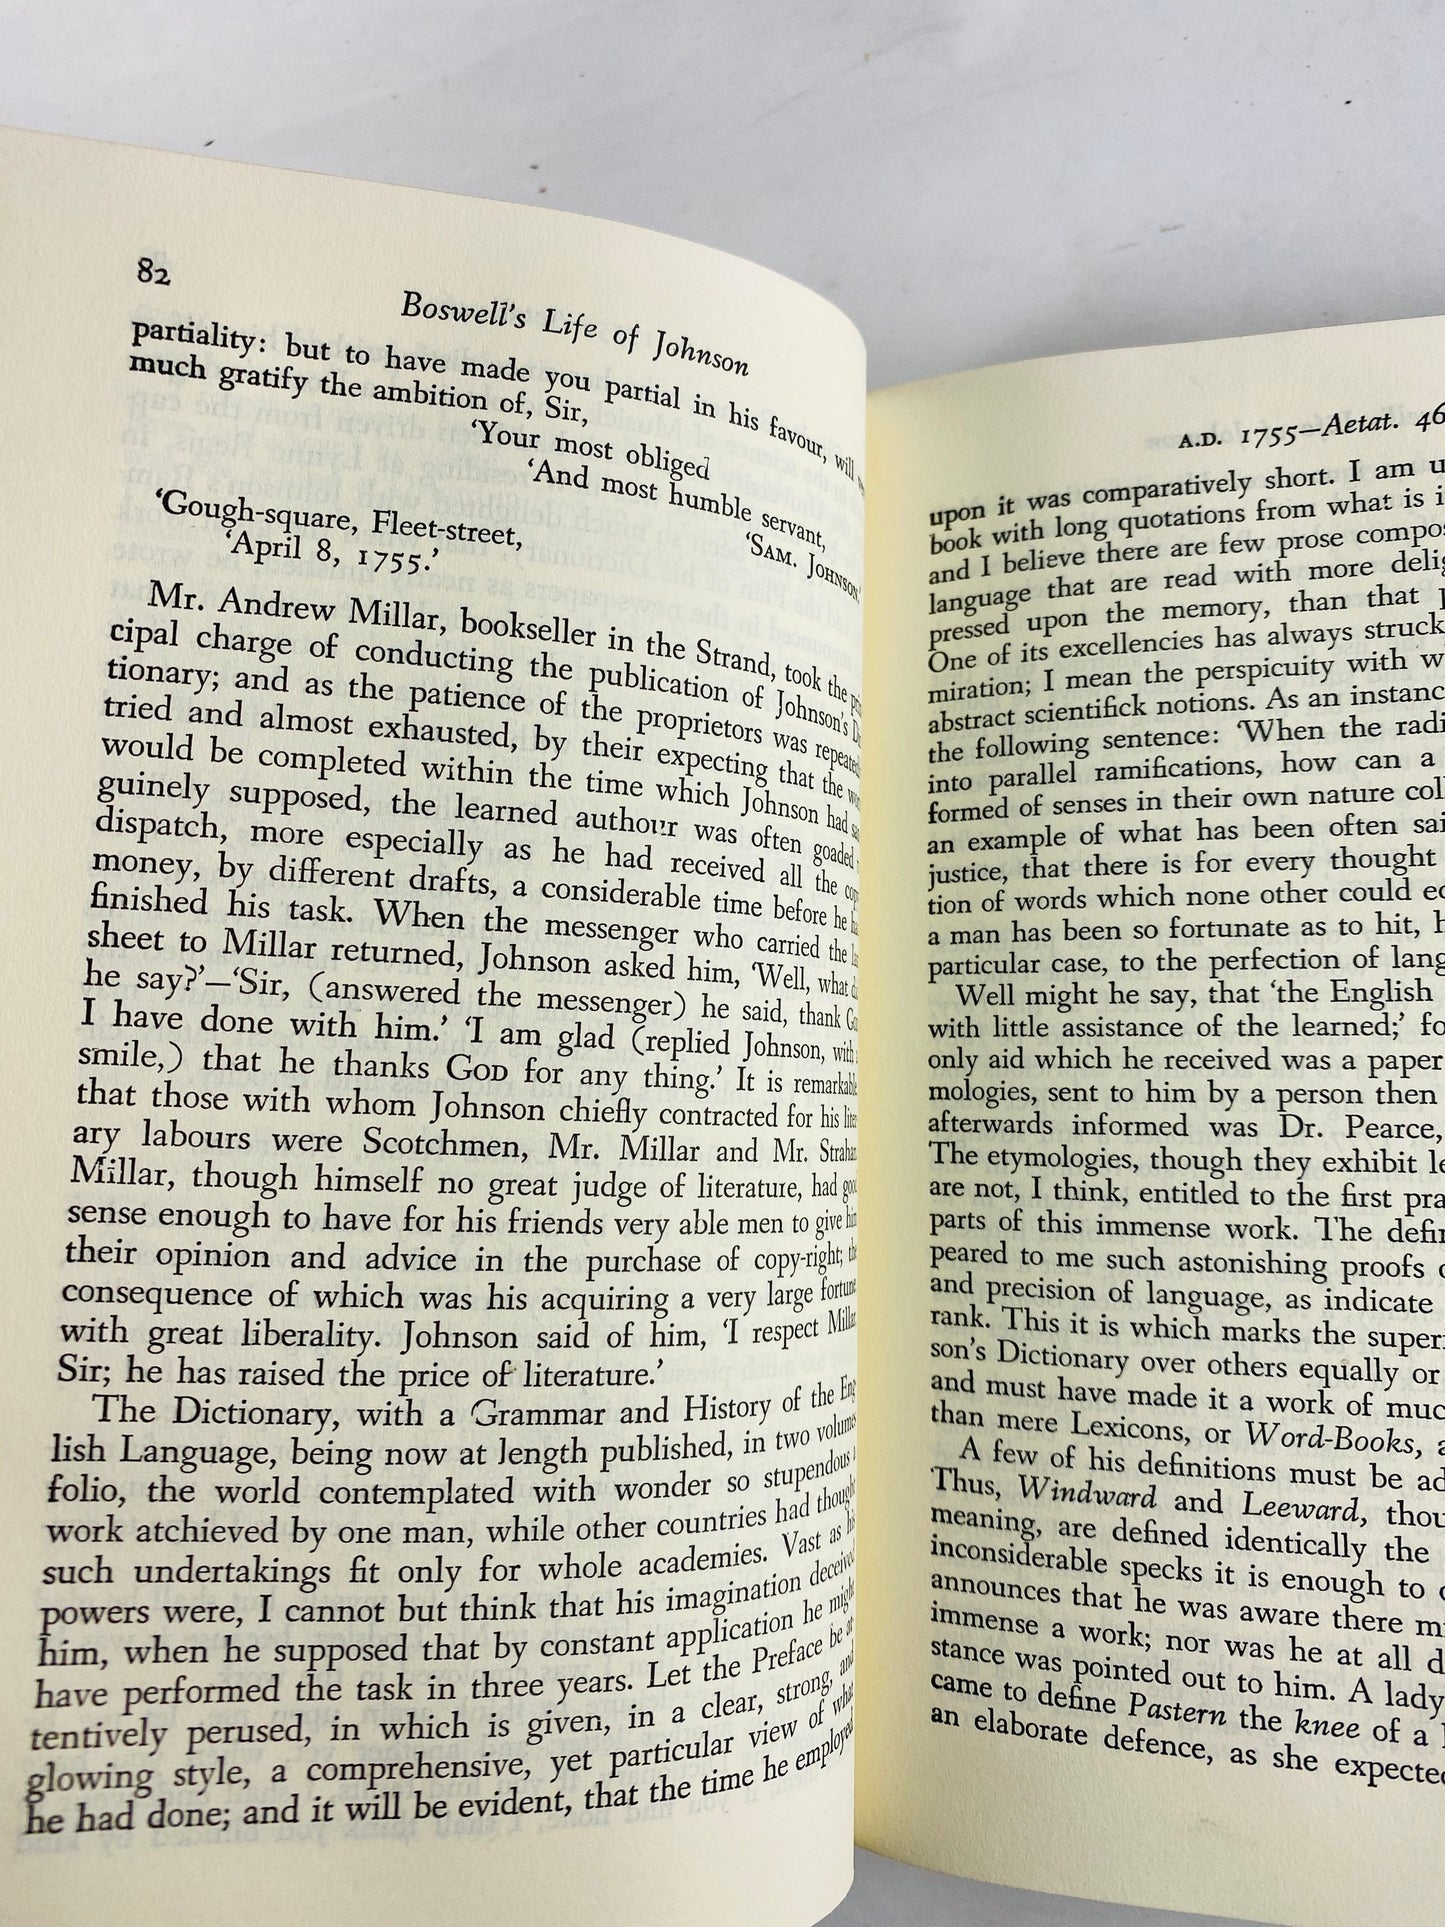 82
Boswell's Life of Johnson
partiality: but to have made you partial in his favour, will
much gratify the ambition of, Sir,
'Your most obliged
'And most humble servant,
'SAM. JOHNSON.'
'Gough-square, Fleet-street,
'April 8, 1755.'
Mr. Andrew Millar, bookseller in the Strand, took the
cipal charge of conducting the publication of Johnson's
tionary; and as the patience of the proprietors was
tried and almost exhausted, by their expecting that the
would be completed within the time which Johnson had
guinely supposed, the learned authour was often goaded
dispatch, more especially as he had received all the
money, by different drafts, a considerable time before he
finished his task. When the messenger who carried the
sheet to Millar returned, Johnson asked him, 'Well, what
he say?'—'Sir, (answered the messenger) he said, thank
I have done with him.' 'I am glad (replied Johnson, with
smile,) that he thanks GOD for any thing.' It is remarkable
that those with whom Johnson chiefly contracted for his
ary labours were Scotchmen, Mr. Millar and Mr. Strahan.
Millar, though himself no great judge of literature, had
sense enough to have for his friends very able men to give him
their opinion and advice in the purchase of copy-right; the
consequence of which was his acquiring a very large fortune,
with great liberality. Johnson said of him, 'I respect Millar,
Sir; he has raised the price of literature.'
The Dictionary, with a Grammar and History of the Eng
lish Language, being now at length published, in two volumes
folio, the world contemplated with wonder so stupendous a
work atchieved by one man, while other countries had thought
such undertakings fit only for whole academies. Vast as his
powers were, I cannot but think that his imagination deceived
him, when he supposed that by constant application he might
have performed the task in three years. Let the Preface be at
tentively perused, in which is given, in a clear, strong, and
glowing style, a comprehensive, yet particular view of what
he had done; and it will be evident, that the time he employed
A.D. 1755—Aetat. 46
upon it was comparatively short. I am
book with long quotations from what is
and I believe there are few prose compos
language that are read with more delig
pressed upon the memory, than that
One of its excellencies has always struck
miration; I mean the perspicuity with
abstract scientifick notions. As an instanc
the following sentence: 'When the radi
into parallel ramifications, how can a
formed of senses in their own nature coll
an example of what has been often sai
justice, that there is for every thought
tion of words which none other could
a man has been so fortunate as to hit,
particular case, to the perfection of lang
Well might he say, that 'the English
with little assistance of the learned;' fo
only aid which he received was a paper
mologies, sent to him by a person then
afterwards informed was Dr. Pearce,
The etymologies, though they exhibit
are not, I think, entitled to the first pra
parts of this immense work. The defin
peared to me such astonishing proofs
and precision of language, as indicate
rank. This it is which marks the superi
son's Dictionary over others equally or
and must have made it a work of muc
than mere Lexicons, or Word-Books,
A few of his definitions must be ad
Thus, Windward and Leeward, thou
meaning, are defined identically the
inconsiderable specks it is enough to
announces that he was aware there
immense a work; nor was he at all
stance was pointed out to him. A lady
came to define Pastern the knee of a
an elaborate defence, as she expected